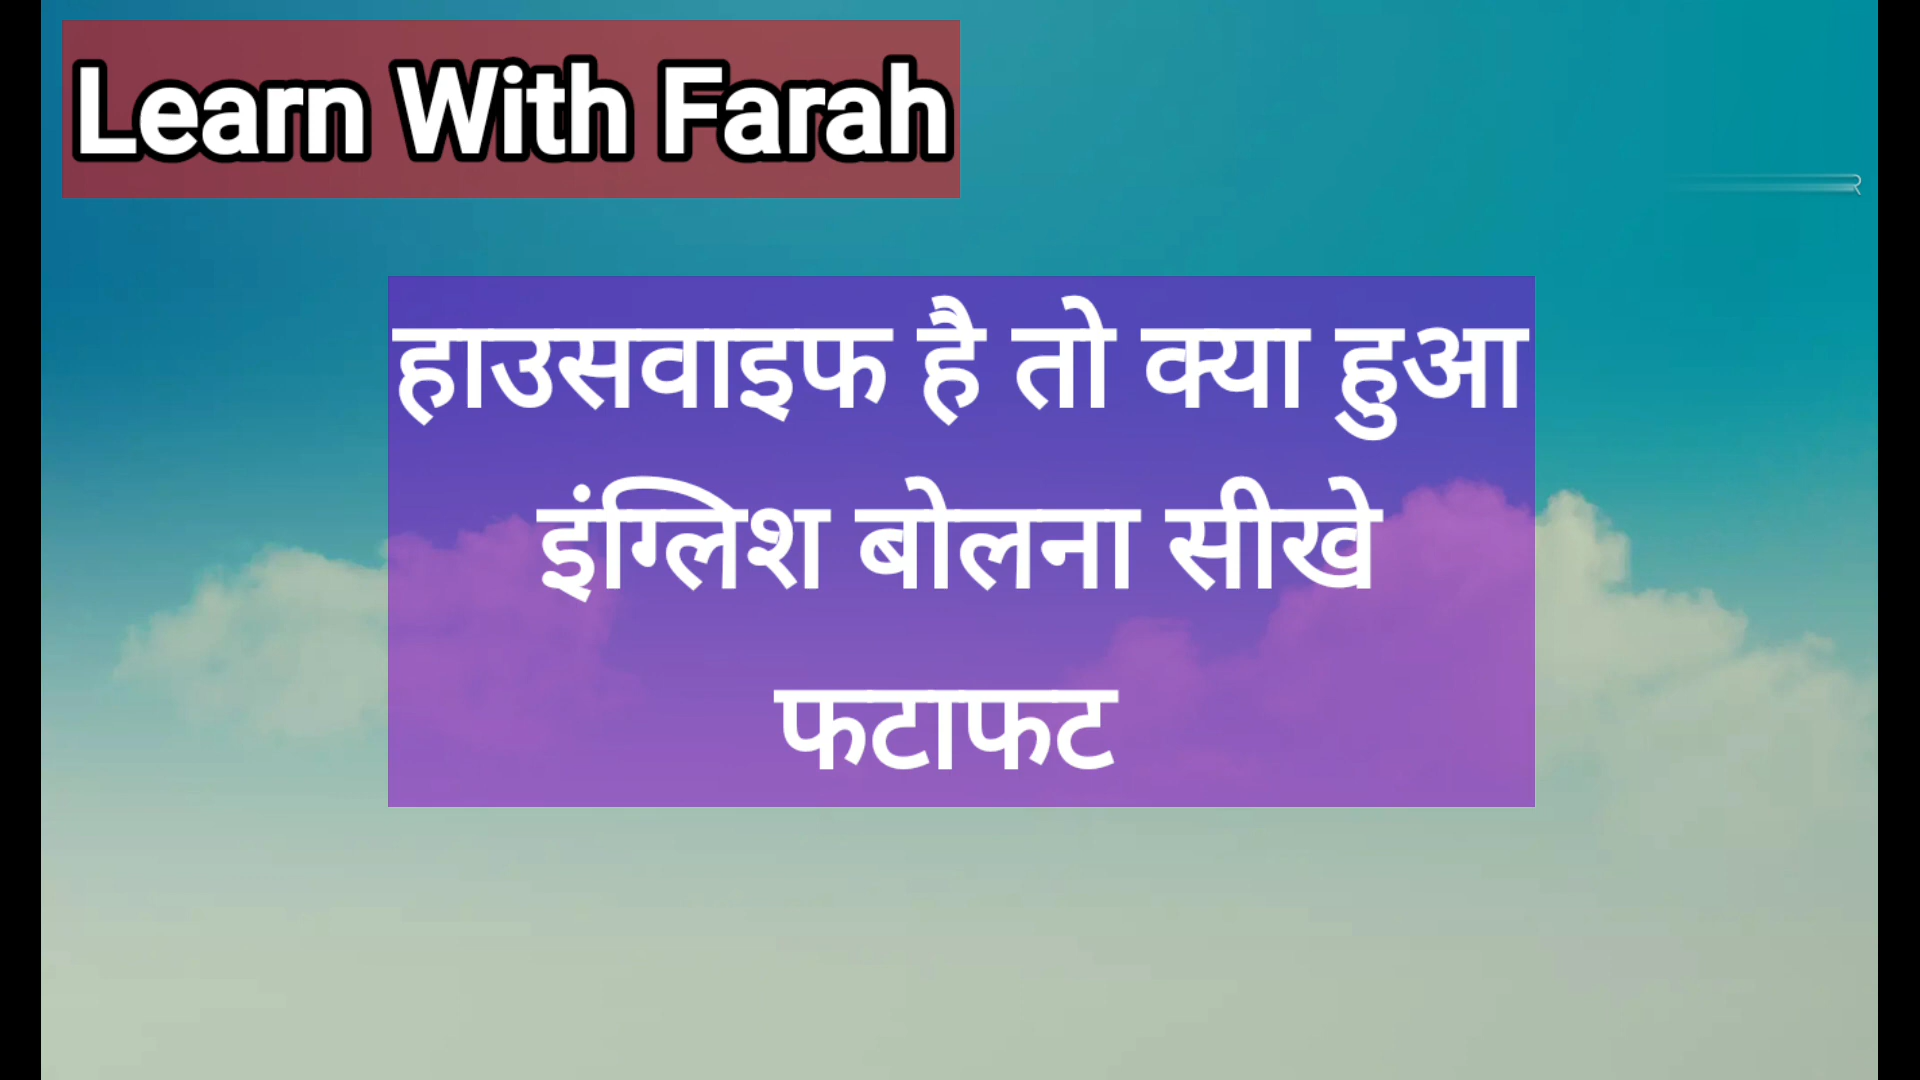 Learn With Farah
हाउसवाइफ है तो क्या हुआ
इंग्लिश बोलना सीखे
फटाफट